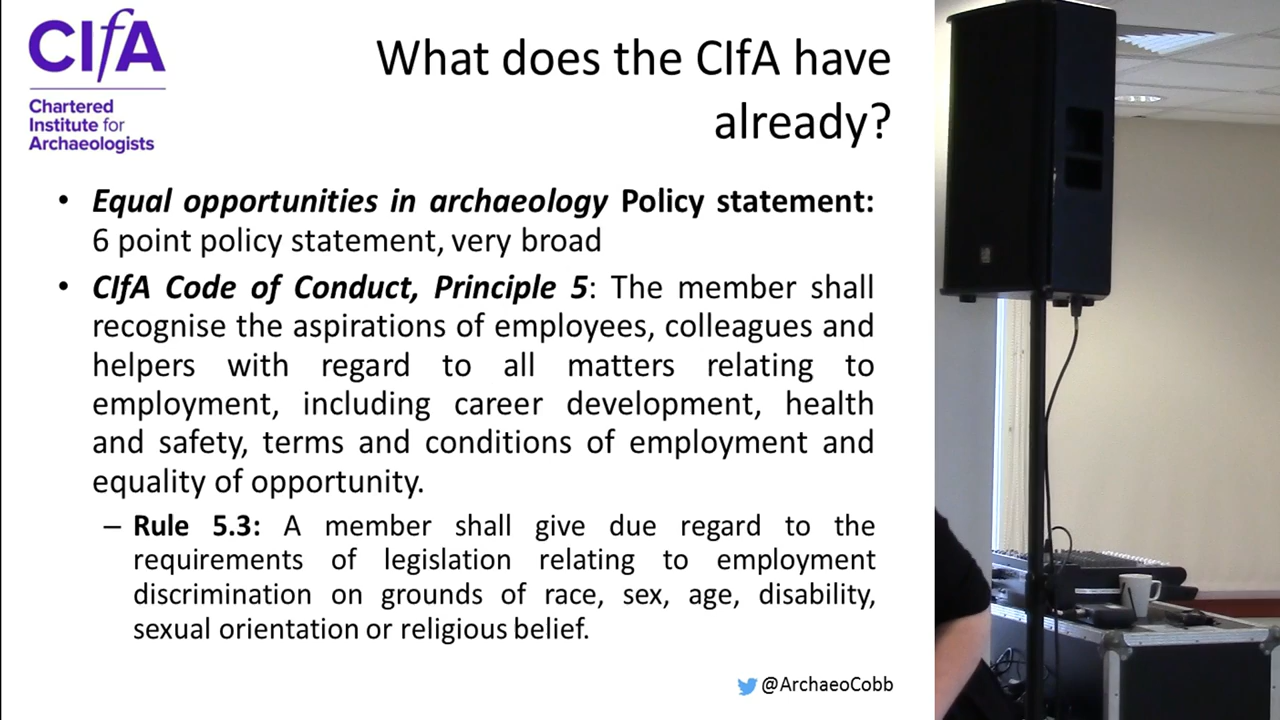 CIfA
Chartered
Institute for
Archaeologists
What does the CIfA have
already?
• Equal opportunities in archaeology Policy statement:
6 point policy statement, very broad
• CIfA Code of Conduct, Principle 5: The member shall
recognise the aspirations of employees, colleagues and
helpers with regard to all matters relating to
employment, including career development, health
and safety, terms and conditions of employment and
equality of opportunity.
– Rule 5.3: A member shall give due regard to the
requirements of legislation relating to employment
discrimination on grounds of race, sex, age, disability,
sexual orientation or religious belief.
@ArchaeoCobb